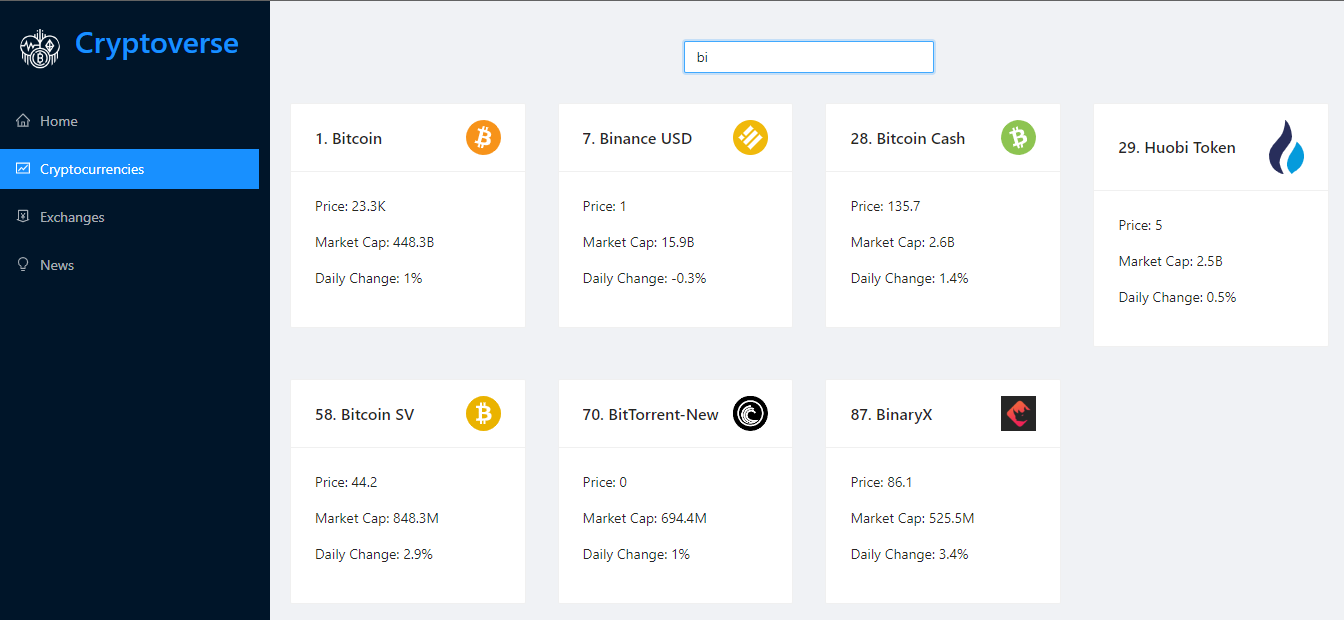 Cryptoverse
Home
Cryptocurrencies
Exchanges
News
bi
1. Bitcoin
Price: 23.3K
Market Cap: 448.3B
Daily Change: 1%
7. Binance USD
Price: 1
Market Cap: 15.9B
Daily Change: -0.3%
28. Bitcoin Cash
Price: 135.7
Market Cap: 2.6B
Daily Change: 1.4%
29. Huobi Token
Price: 5
Market Cap: 2.5B
Daily Change: 0.5%
58. Bitcoin SV
Price: 44.2
Market Cap: 848.3M
Daily Change: 2.9%
70. BitTorrent-New
Price: 0
Market Cap: 694.4M
Daily Change: 1%
87. BinaryX
Price: 86.1
Market Cap: 525.5M
Daily Change: 3.4%